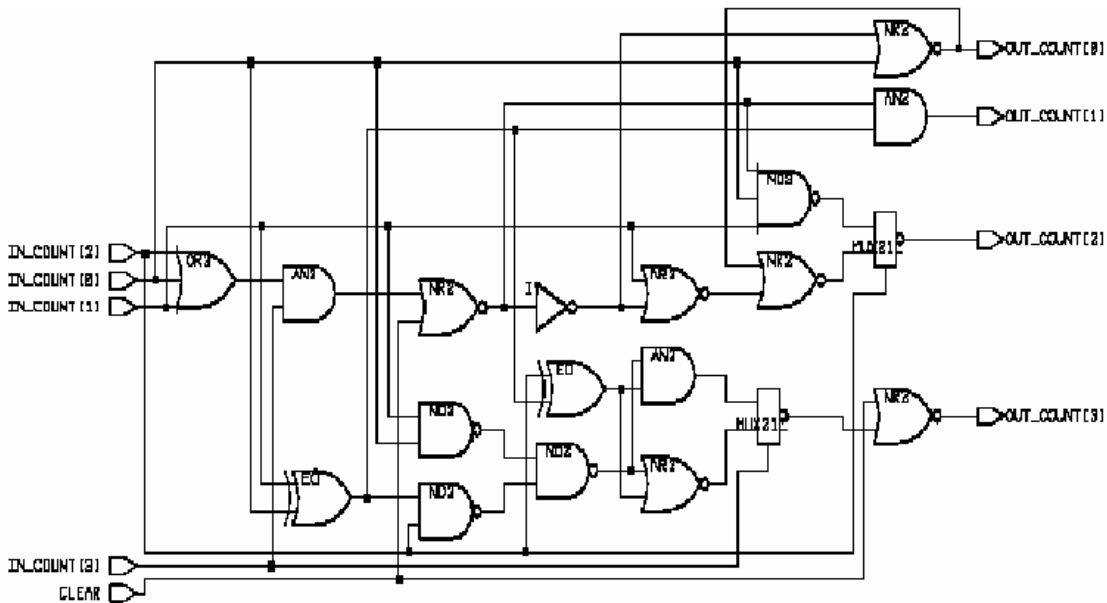 NR2
OUT_COUNT[0]
AN2
OUT_COUNT[1]
ND3
IN_COUNT[2]
OR3
MUX21
OUT_COUNT[2]
IN_COUNT[0]
AN2
NR2
I
NR2
NR2
IN_COUNT[1]
EO
AN2
ND2
MUX21
NR2
OUT_COUNT[3]
EO
ND2
ND2
NR2
IN_COUNT[3]
CLEAR